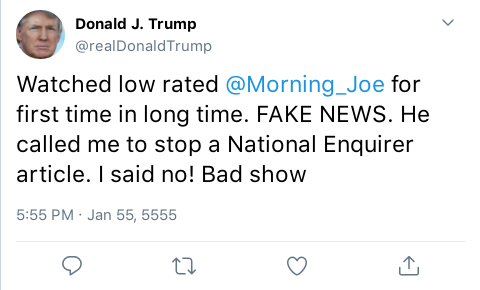 Donald J. Trump
@realDonaldTrump
Watched low rated @Morning_Joe for
first time in long time. FAKE NEWS. He
called me to stop a National Enquirer
article. I said no! Bad show
5:55 PM · Jan 55, 5555